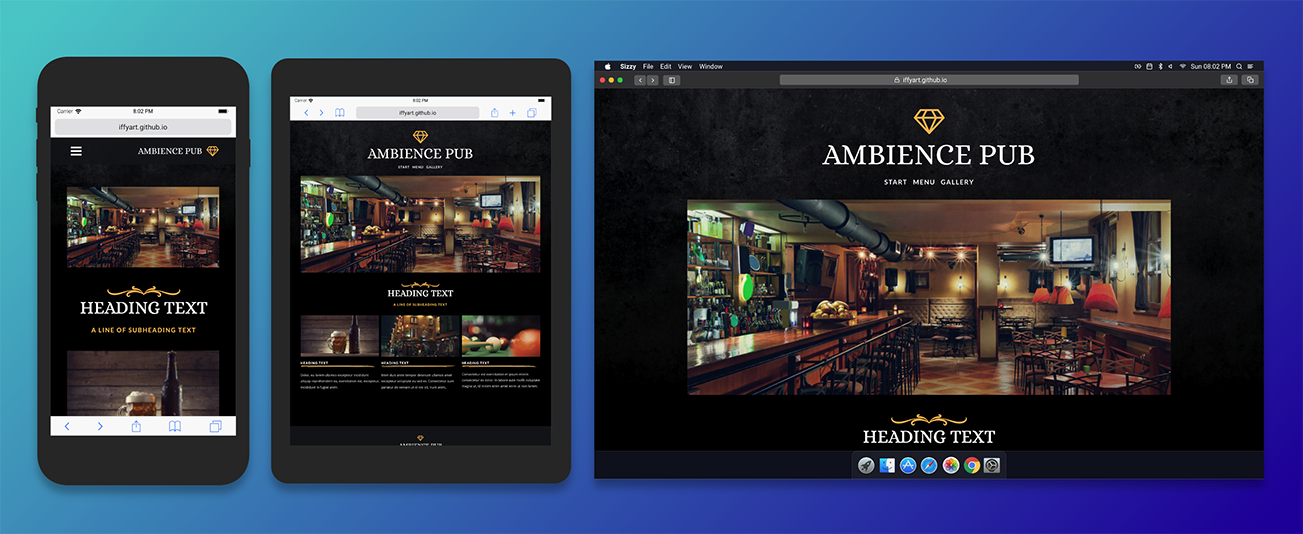 Carrier
8:02 PM
iffyart.github.io
AMBIENCE PUB
HEADING TEXT
A LINE OF SUBHEADING TEXT
Carrier
8:02 PM
iffyart.github.io
AMBIENCE PUB
START MENU GALLERY
HEADING TEXT
A LINE OF SUBHEADING TEXT
HEADING TEXT
HEADING TEXT
HEADING TEXT
AMBIENCE PUB
Sizzy File Edit View Window
Sun 08:02 PM
iffyart.github.io
AMBIENCE PUB
START MENU GALLERY
HEADING TEXT